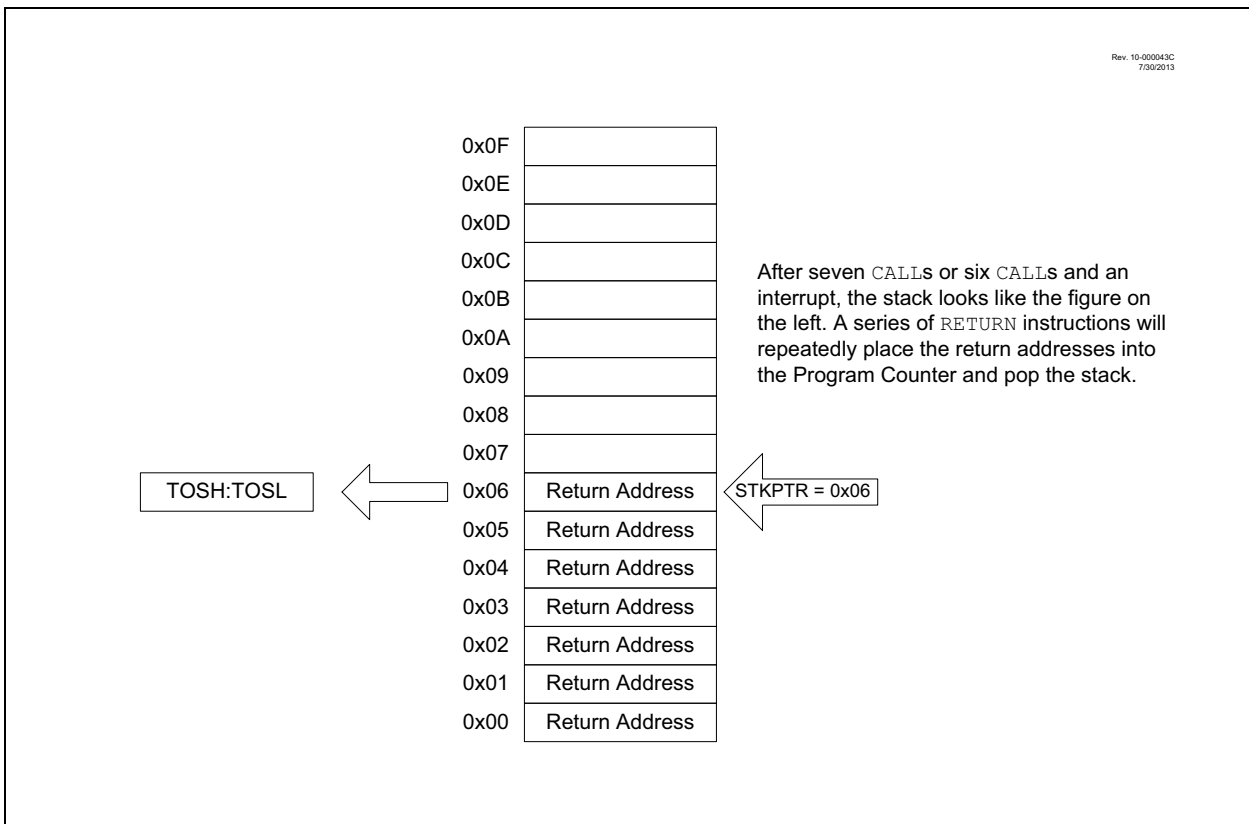 Rev. 10-000043C
7/30/2013
0x0F
0x0E
0x0D
0x0C
0x0B
0x0A
0x09
0x08
0x07
After seven CALLs or six CALLs and an
interrupt, the stack looks like the figure on
the left. A series of RETURN instructions will
repeatedly place the return addresses into
the Program Counter and pop the stack.
TOSH:TOSL
0x06 Return Address
STKPTR = 0x06
0x05 Return Address
0x04 Return Address
0x03 Return Address
0x02 Return Address
0x01 Return Address
0x00 Return Address